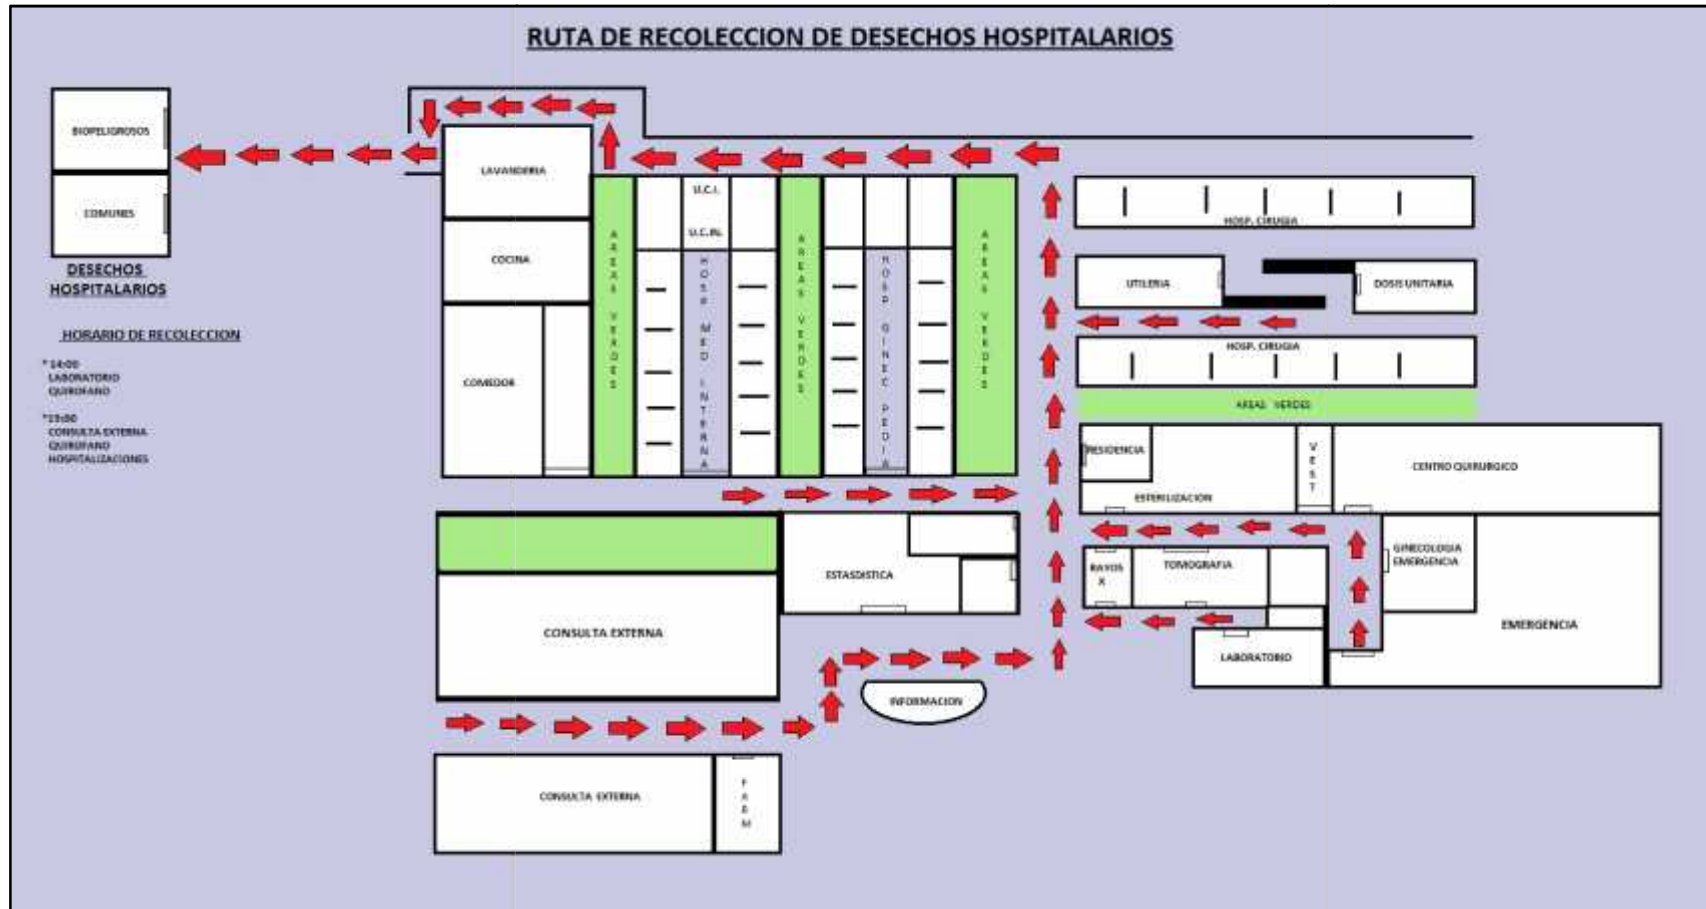 RUTA DE RECOLECCION DE DESECHOS HOSPITALARIOS
BIOPELIGROSOS
COMUNES
DESECHOS
HOSPITALARIOS
HORARIO DE RECOLECCION
* 14:00
LABORATORIO
QUIROFANO
CONSULTA EXTERNA
QUIROFANO
HOSPITALIZACIONES
LAVANDERIA
COCINA
COMEDOR
AREAS VERDES
U.C.I.
U.C.IN.
HOSP MED INTERNA
AREAS VERDES
HOSP GINEC PEDIA
AREAS VERDES
HOSP. CIRUGIA
UTILERIA
DOSIS UNITARIA
HOSP. CIRUGIA
AREAS VERDES
RESIDENCIA
ESTERILIZACION
VEST
CENTRO QUIRURGICO
GINECOLOGIA
EMERGENCIA
RAYOS
X
TOMOGRAFIA
EMERGENCIA
LABORATORIO
ESTASDISTICA
CONSULTA EXTERNA
INFORMACION
CONSULTA EXTERNA
FARM